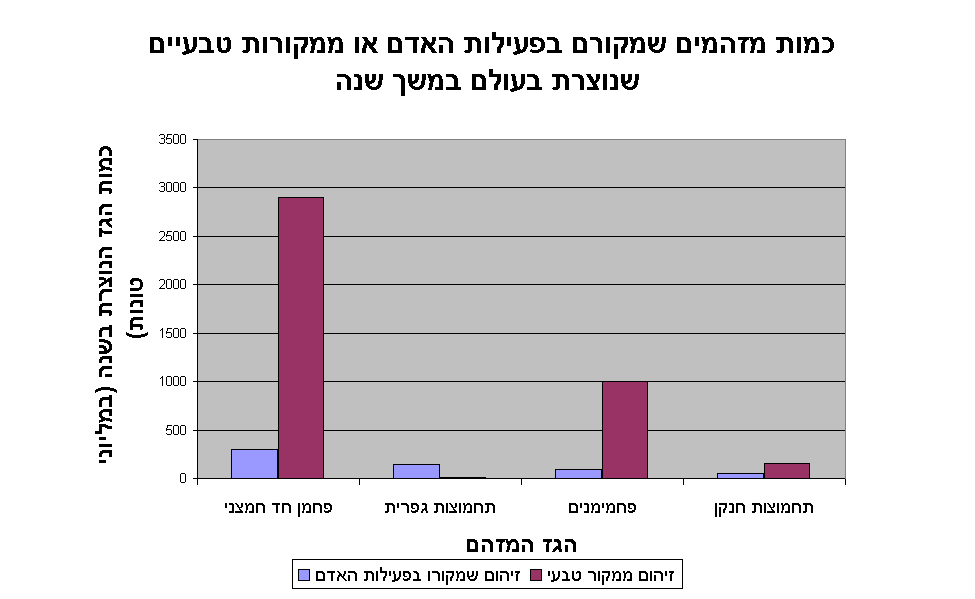 כמות מזהמים שמקורם בפעילות האדם או ממקורות טבעיים
שנוצרת בעולם במשך שנה
כמות הגז הנוצרת בשנה (במליוני
טונות)
3500
3000
2500
2000
1500
1000
500
0
פחמן חד חמצני
תחמוצות גפרית
פחמימנים
תחמוצות חנקן
הגז המזהם
זיהום שמקורו בפעילות האדם
זיהום ממקור טבעי